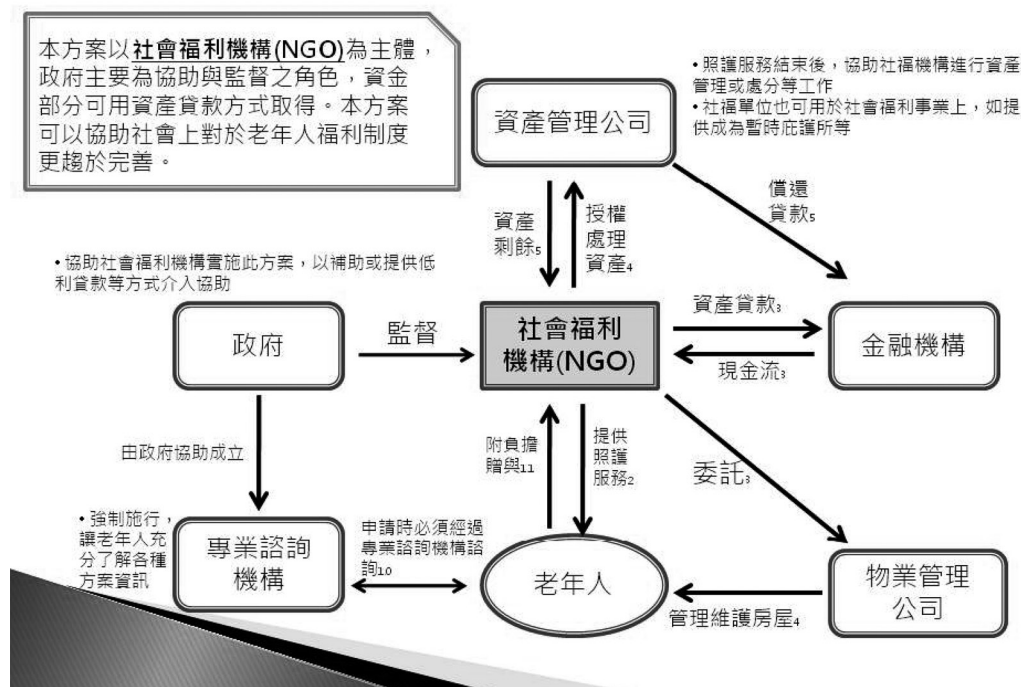 本方案以社會福利機構(NGO)為主體，
政府主要為協助與監督之角色，資金
部分可用資產貸款方式取得。本方案
可以協助社會上對於老年人福利制度
更趨於完善。
•照護服務結束後，協助社福機構進行資產
管理或處分等工作
•社福單位也可用於社會福利事業上，如提
供成為暫時庇護所等
資產管理公司
償還
貸款5
資產
剩餘5
授權
處理
資產4
•協助社會福利機構實施此方案，以補助或提供低
利貸款等方式介入協助
政府
監督
社會福利
機構(NGO)
資產貸款3
現金流3
金融機構
由政府協助成立
附負擔
贈與11
提供
照護
服務2
委託3
•強制施行，
讓老年人充
分了解各種
方案資訊
專業諮詢
機構
申請時必須經過
專業諮詢機構諮
詢10
老年人
管理維護房屋4
物業管理
公司